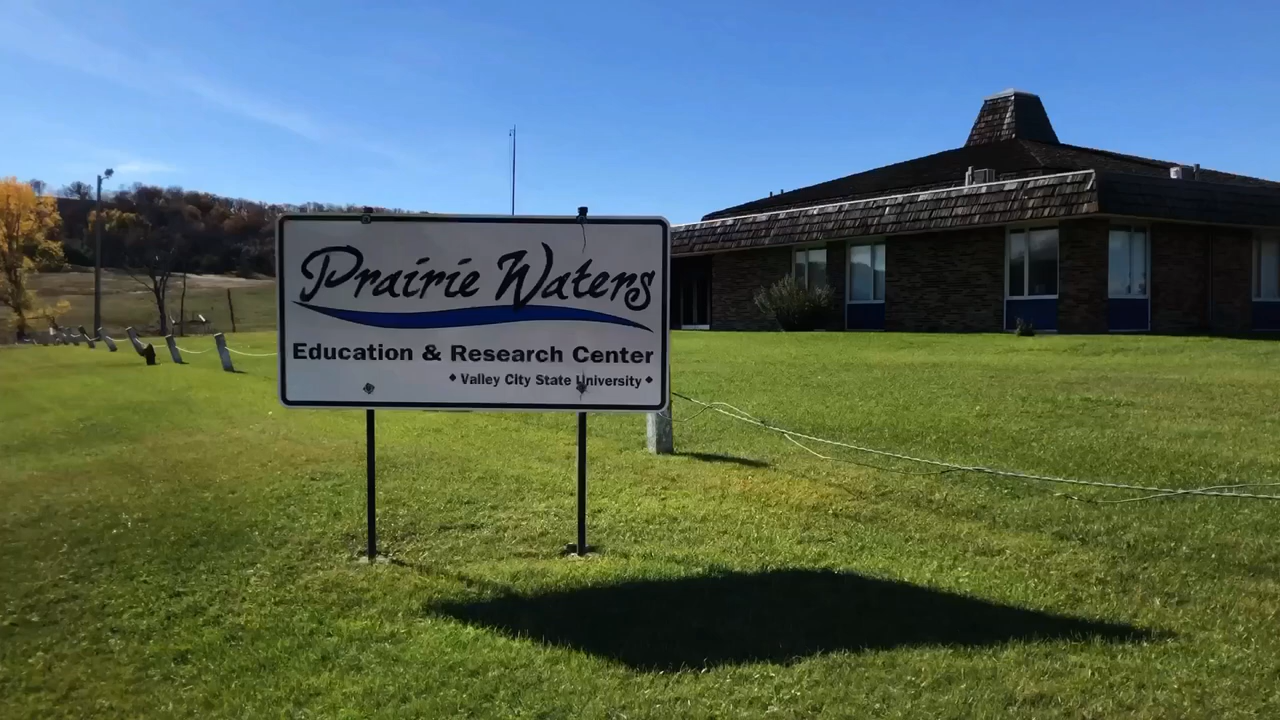 Prairie Waters
Education & Research Center
◆ Valley City State University ◆